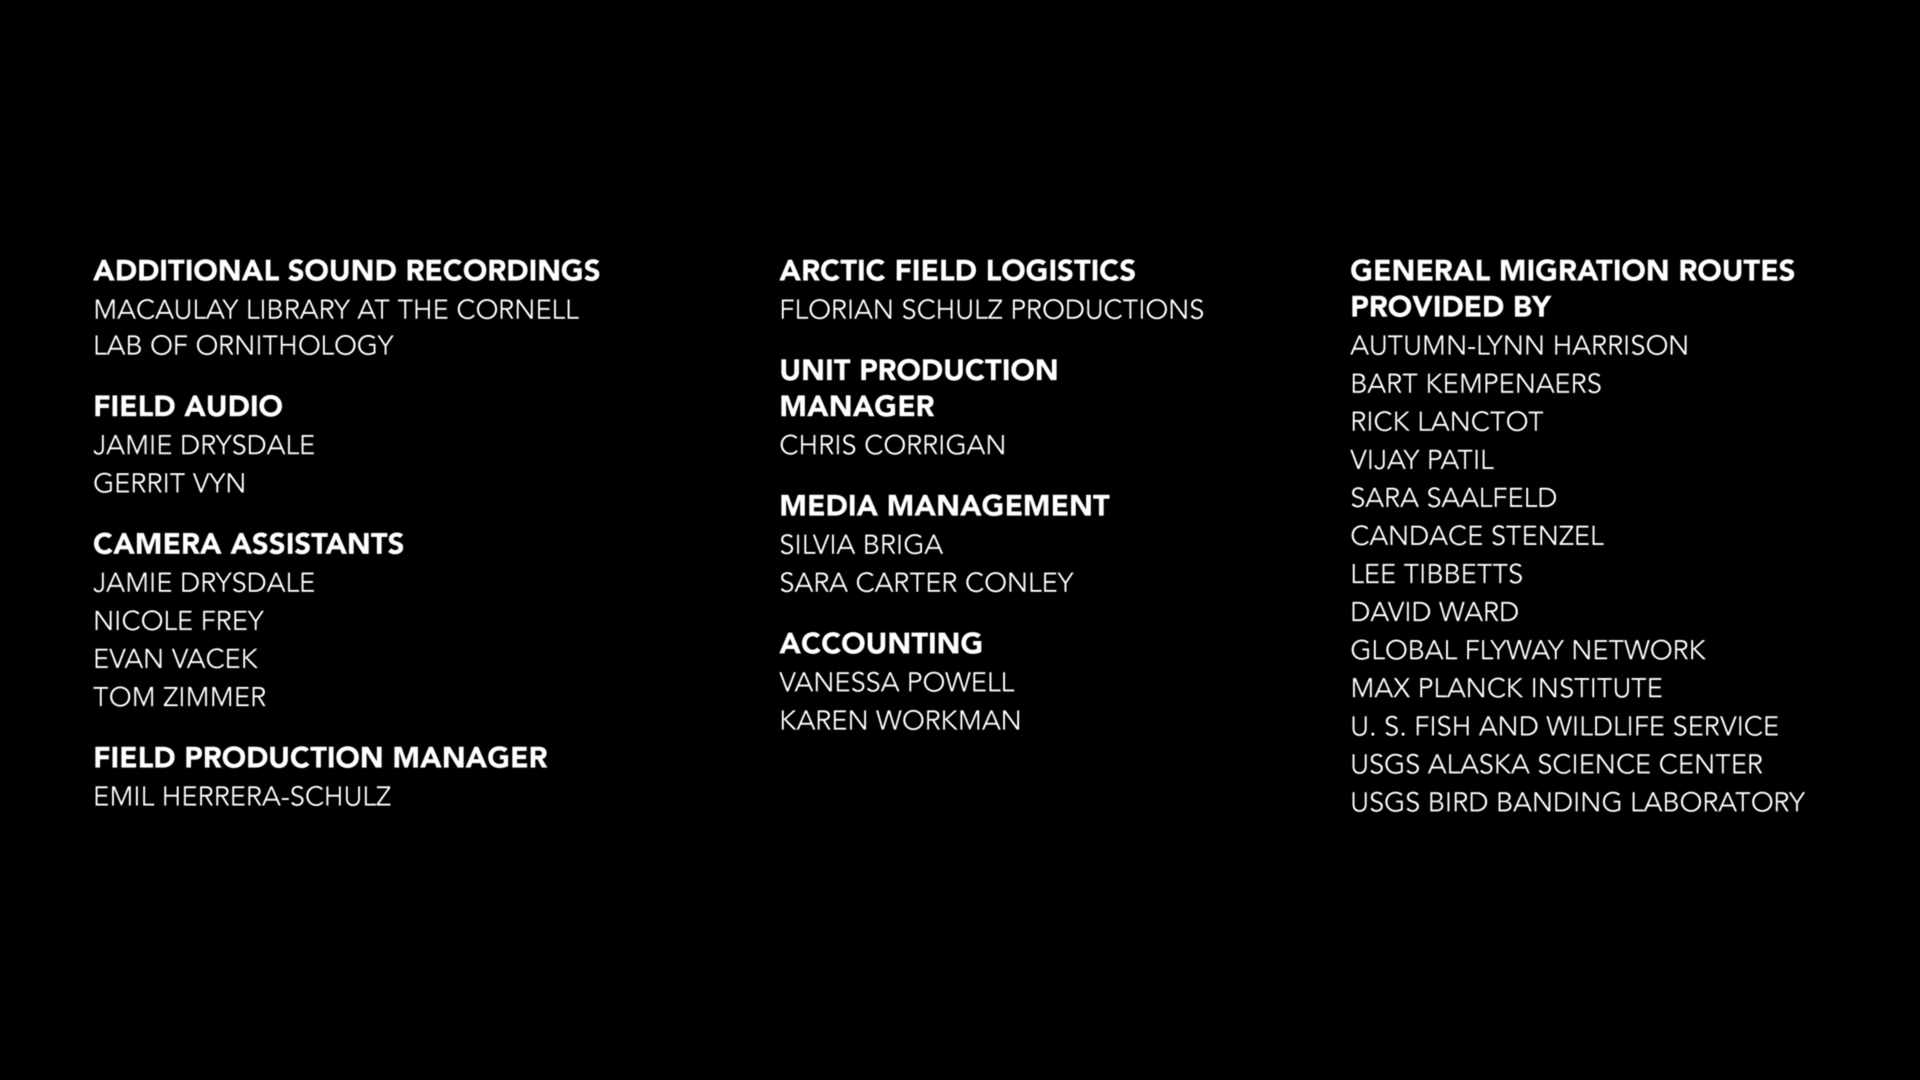 ADDITIONAL SOUND RECORDINGS
MACAULAY LIBRARY AT THE CORNELL
LAB OF ORNITHOLOGY
FIELD AUDIO
JAMIE DRYSDALE
GERRIT VYN
CAMERA ASSISTANTS
JAMIE DRYSDALE
NICOLE FREY
EVAN VACEK
TOM ZIMMER
FIELD PRODUCTION MANAGER
EMIL HERRERA-SCHULZ
ARCTIC FIELD LOGISTICS
FLORIAN SCHULZ PRODUCTIONS
UNIT PRODUCTION
MANAGER
CHRIS CORRIGAN
MEDIA MANAGEMENT
SILVIA BRIGA
SARA CARTER CONLEY
ACCOUNTING
VANESSA POWELL
KAREN WORKMAN
GENERAL MIGRATION ROUTES
PROVIDED BY
AUTUMN-LYNN HARRISON
BART KEMPENAERS
RICK LANCTOT
VIJAY PATIL
SARA SAALFELD
CANDACE STENZEL
LEE TIBBETTS
DAVID WARD
GLOBAL FLYWAY NETWORK
MAX PLANCK INSTITUTE
U. S. FISH AND WILDLIFE SERVICE
USGS ALASKA SCIENCE CENTER
USGS BIRD BANDING LABORATORY